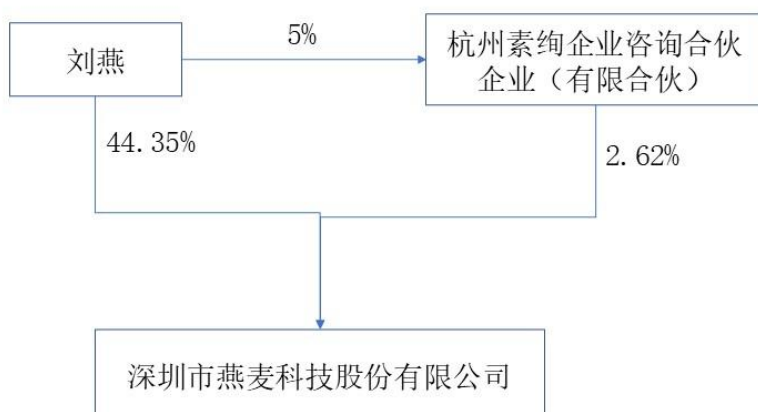 5%
刘燕
杭州素绚企业咨询合伙
企业（有限合伙）
44.35%
2.62%
深圳市燕麦科技股份有限公司